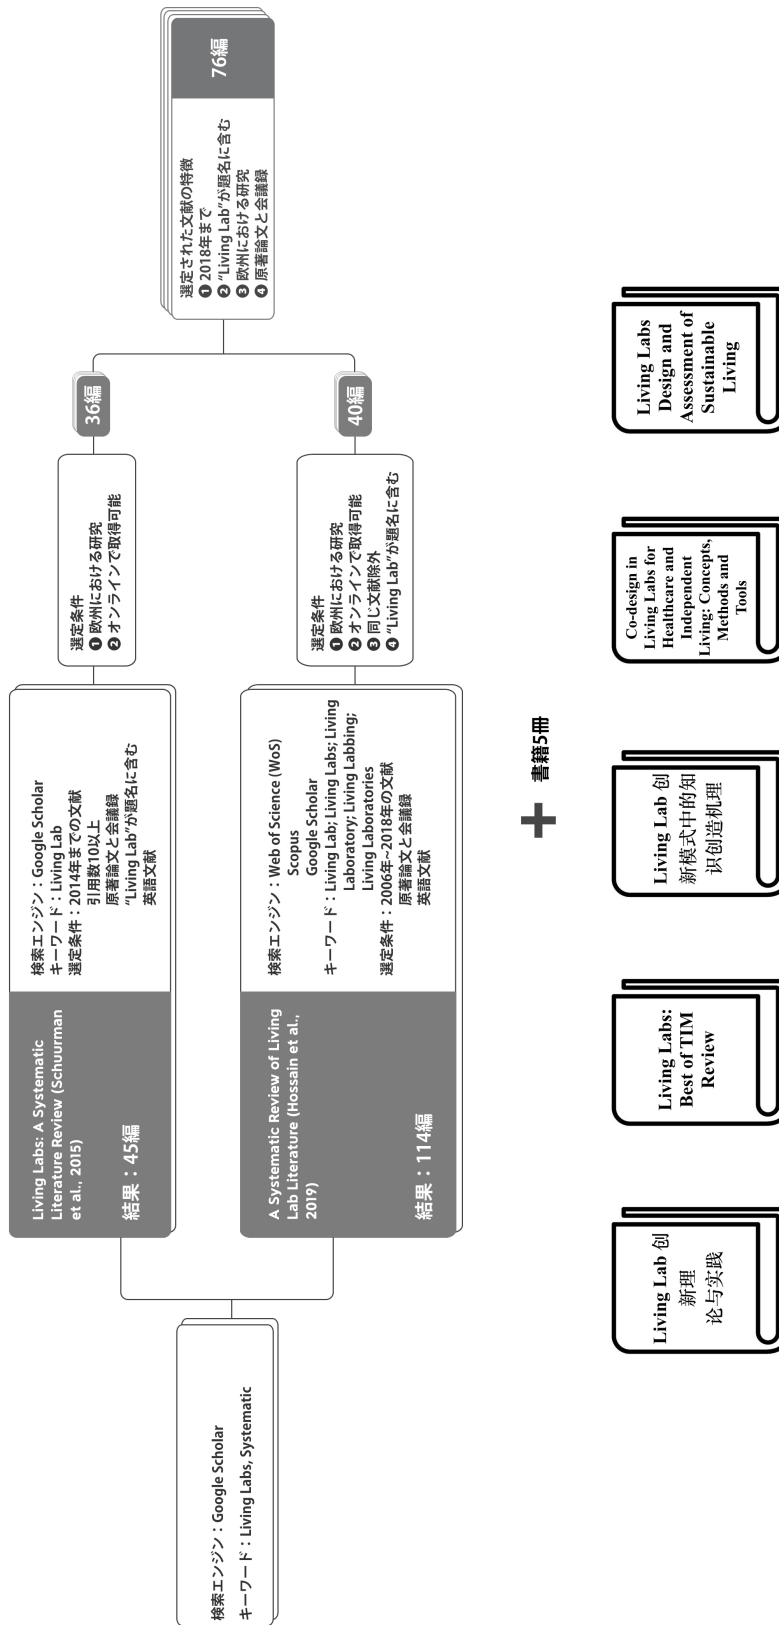 検索エンジン：Google Scholar
キーワード：Living Labs, Systematic
Living Labs: A Systematic
Literature Review (Schuurman
et al., 2015)
結果：45編
検索エンジン：Google Scholar
キーワード：Living Lab
選定条件：2014年までの文献
引用数10以上
原著論文と会議録
"Living Lab"が題名に含む
英語文献
選定条件
❶ 欧州における研究
❷ オンラインで取得可能
36編
A Systematic Review of Living
Lab Literature (Hossain et al.,
2019)
結果：114編
検索エンジン：Web of Science (WoS)
Scopus
Google Scholar
キーワード：Living Lab; Living Labs; Living
Laboratory; Living Labbing;
Living Laboratories
選定条件：2006年~2018年の文献
原著論文と会議録
英語文献
選定条件
❶ 欧州における研究
❷ オンラインで取得可能
❸ 同じ文献除外
❹ "Living Lab"が題名に含む
40編
選定された文献の特徴
❶ 2018年まで
❷ "Living Lab"が題名に含む
❸ 欧州における研究
❹ 原著論文と会議録
76編
+ 書籍5冊
Living Lab 创
新理
论与实践
Living Labs:
Best of TIM
Review
Living Lab 创
新模式中的知
识创造机理
Co-design in
Living Labs for
Healthcare and
Independent
Living: Concepts,
Methods and
Tools
Living Labs
Design and
Assessment of
Sustainable
Living